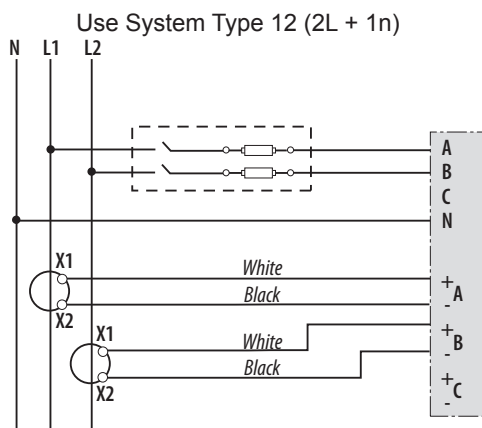 Use System Type 12 (2L + 1n)
N L1 L2
A
B
C
N
X1
White
Black
X2
+
-
A
X1
White
Black
X2
+
-
B
+
-
C